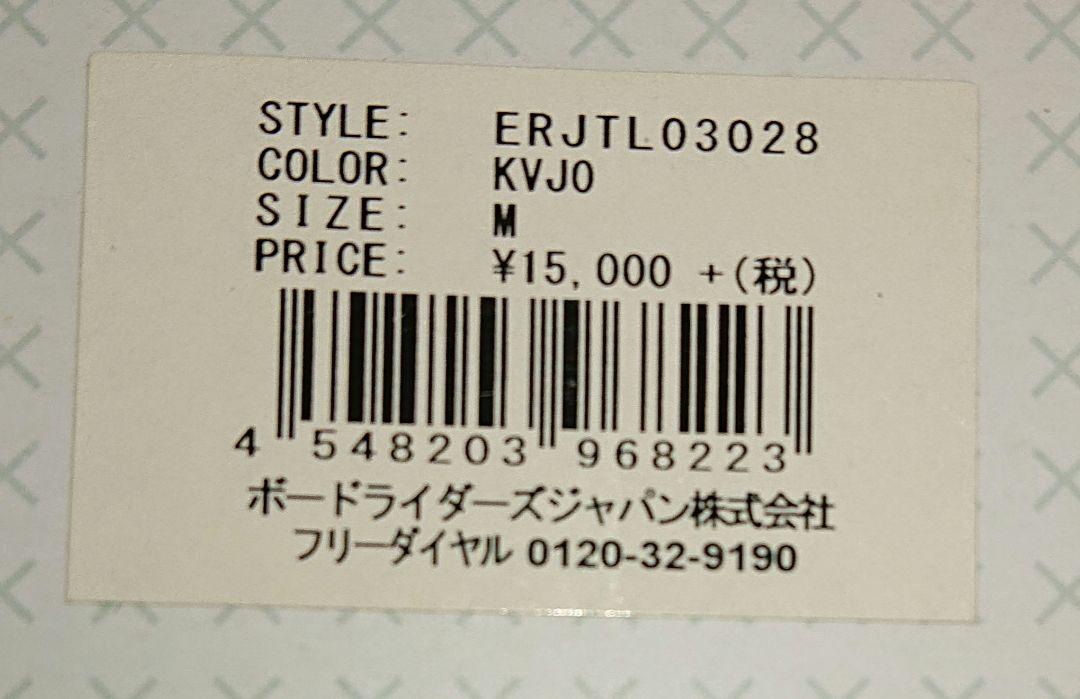 STYLE: ERJTL03028
COLOR: KVJ0
SIZE: M
PRICE: ¥15,000 +(税)
4 548203 968223
ボードライダーズジャパン株式会社
フリーダイヤル 0120-32-9190